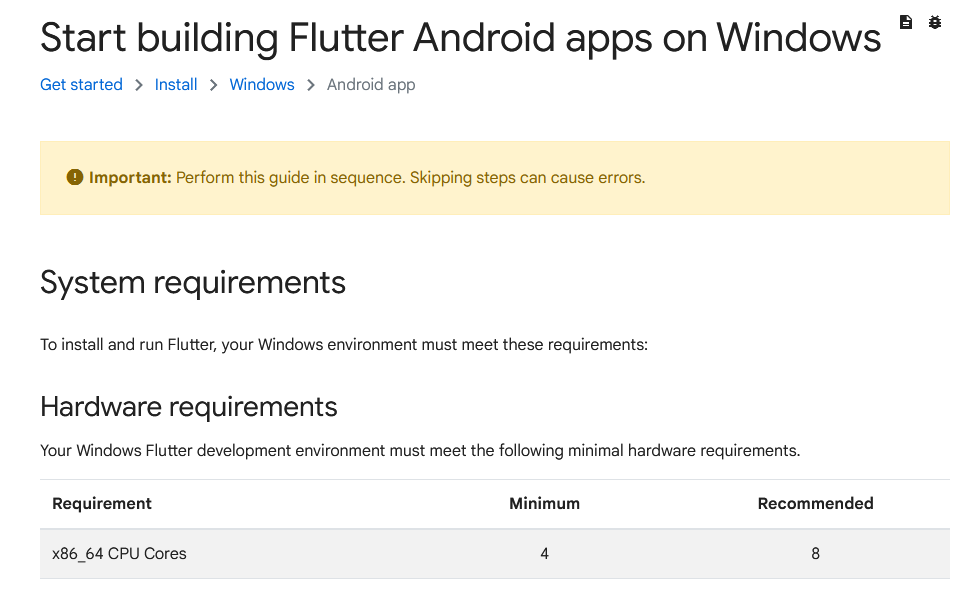 Start building Flutter Android apps on Windows
Get started > Install > Windows > Android app
Important: Perform this guide in sequence. Skipping steps can cause errors.
System requirements
To install and run Flutter, your Windows environment must meet these requirements:
Hardware requirements
Your Windows Flutter development environment must meet the following minimal hardware requirements.
Requirement Minimum Recommended
x86_64 CPU Cores 4 8